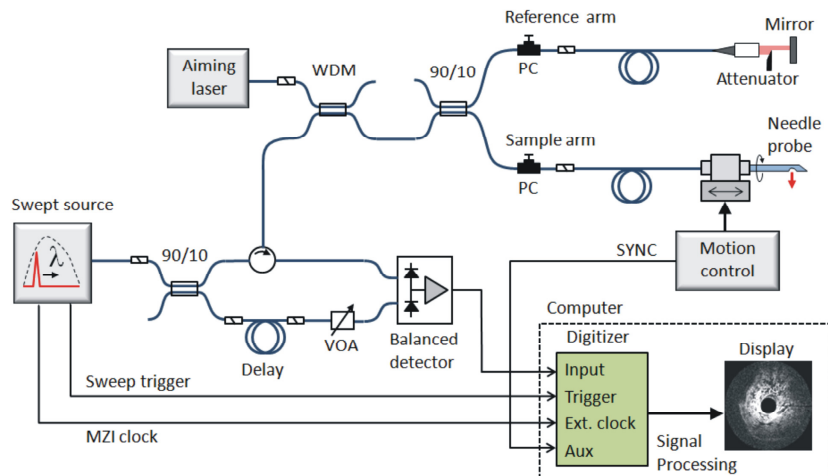 Reference arm
Mirror
Aiming
laser
WDM
90/10
PC
Attenuator
Sample arm
Needle
probe
PC
Swept source
λ
90/10
SYNC
Motion
control
Computer
VOA
Balanced
detector
Delay
Digitizer
Display
Input
Sweep trigger
Trigger
MZI clock
Ext. clock
Aux
Signal
Processing